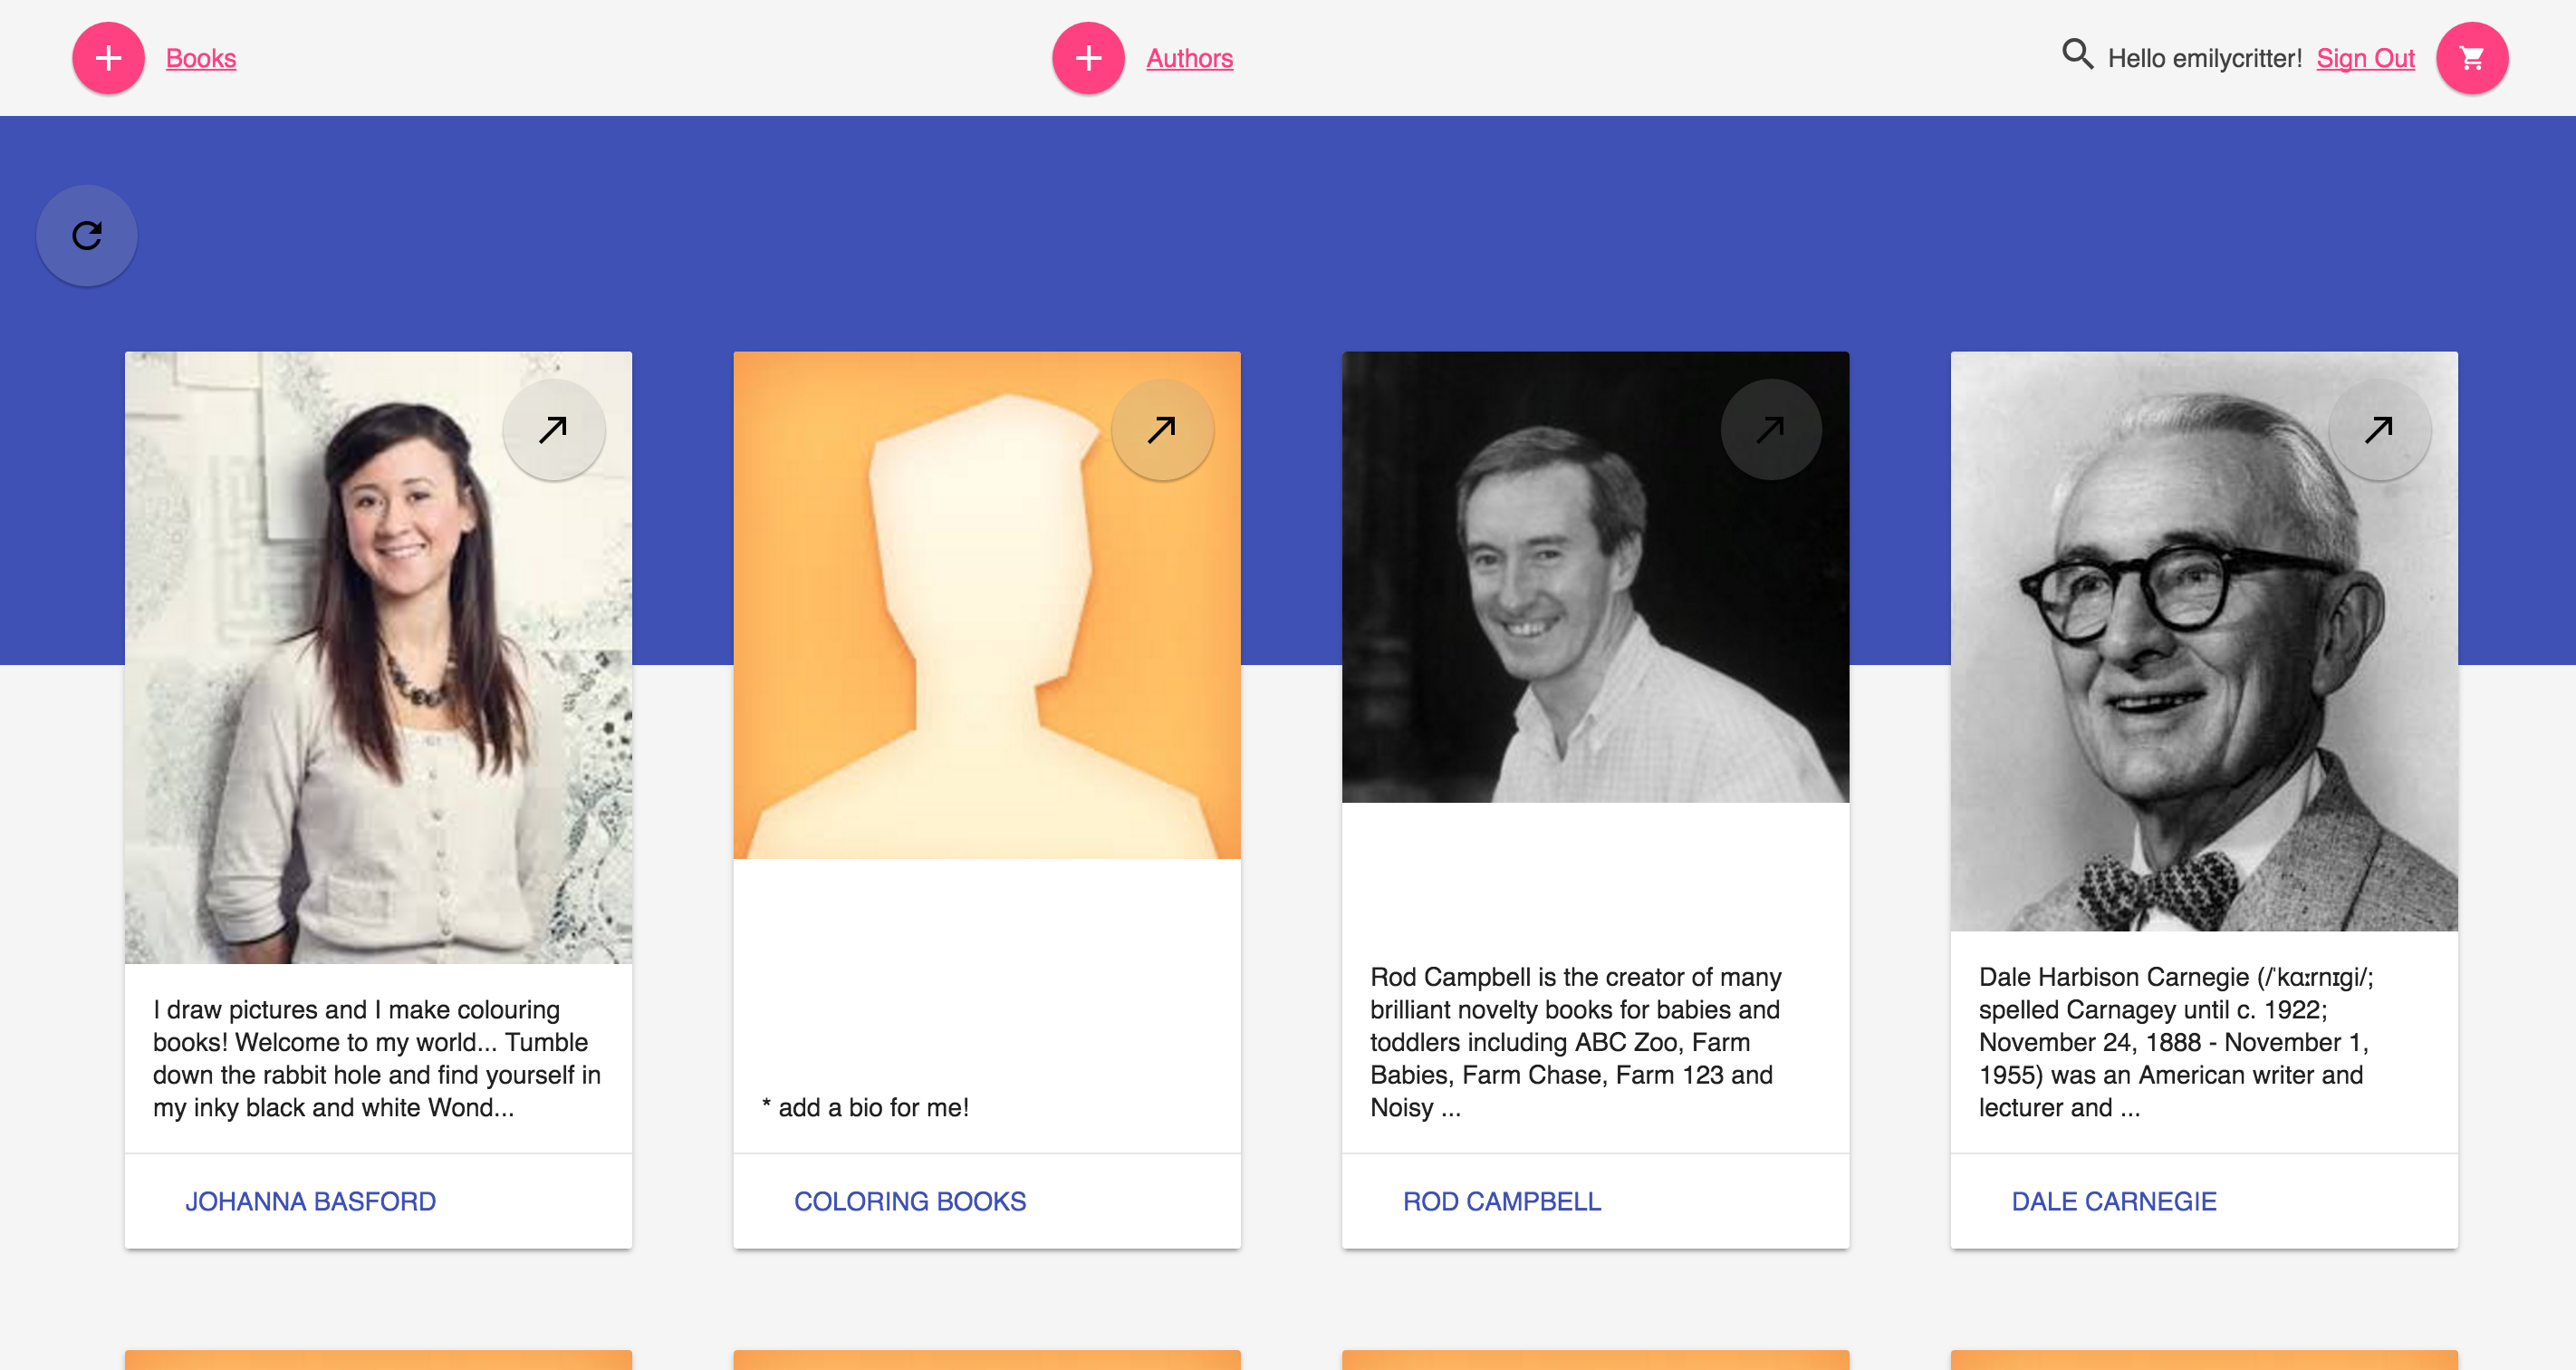 Books
Authors
Hello emilycritter! Sign Out
I draw pictures and I make colouring
books! Welcome to my world... Tumble
down the rabbit hole and find yourself in
my inky black and white Wond...
JOHANNA BASFORD
* add a bio for me!
COLORING BOOKS
Rod Campbell is the creator of many
brilliant novelty books for babies and
toddlers including ABC Zoo, Farm
Babies, Farm Chase, Farm 123 and
Noisy ...
ROD CAMPBELL
Dale Harbison Carnegie (/ˈkɑːrnɪɡi/;
spelled Carnagey until c. 1922;
November 24, 1888 - November 1,
1955) was an American writer and
lecturer and ...
DALE CARNEGIE